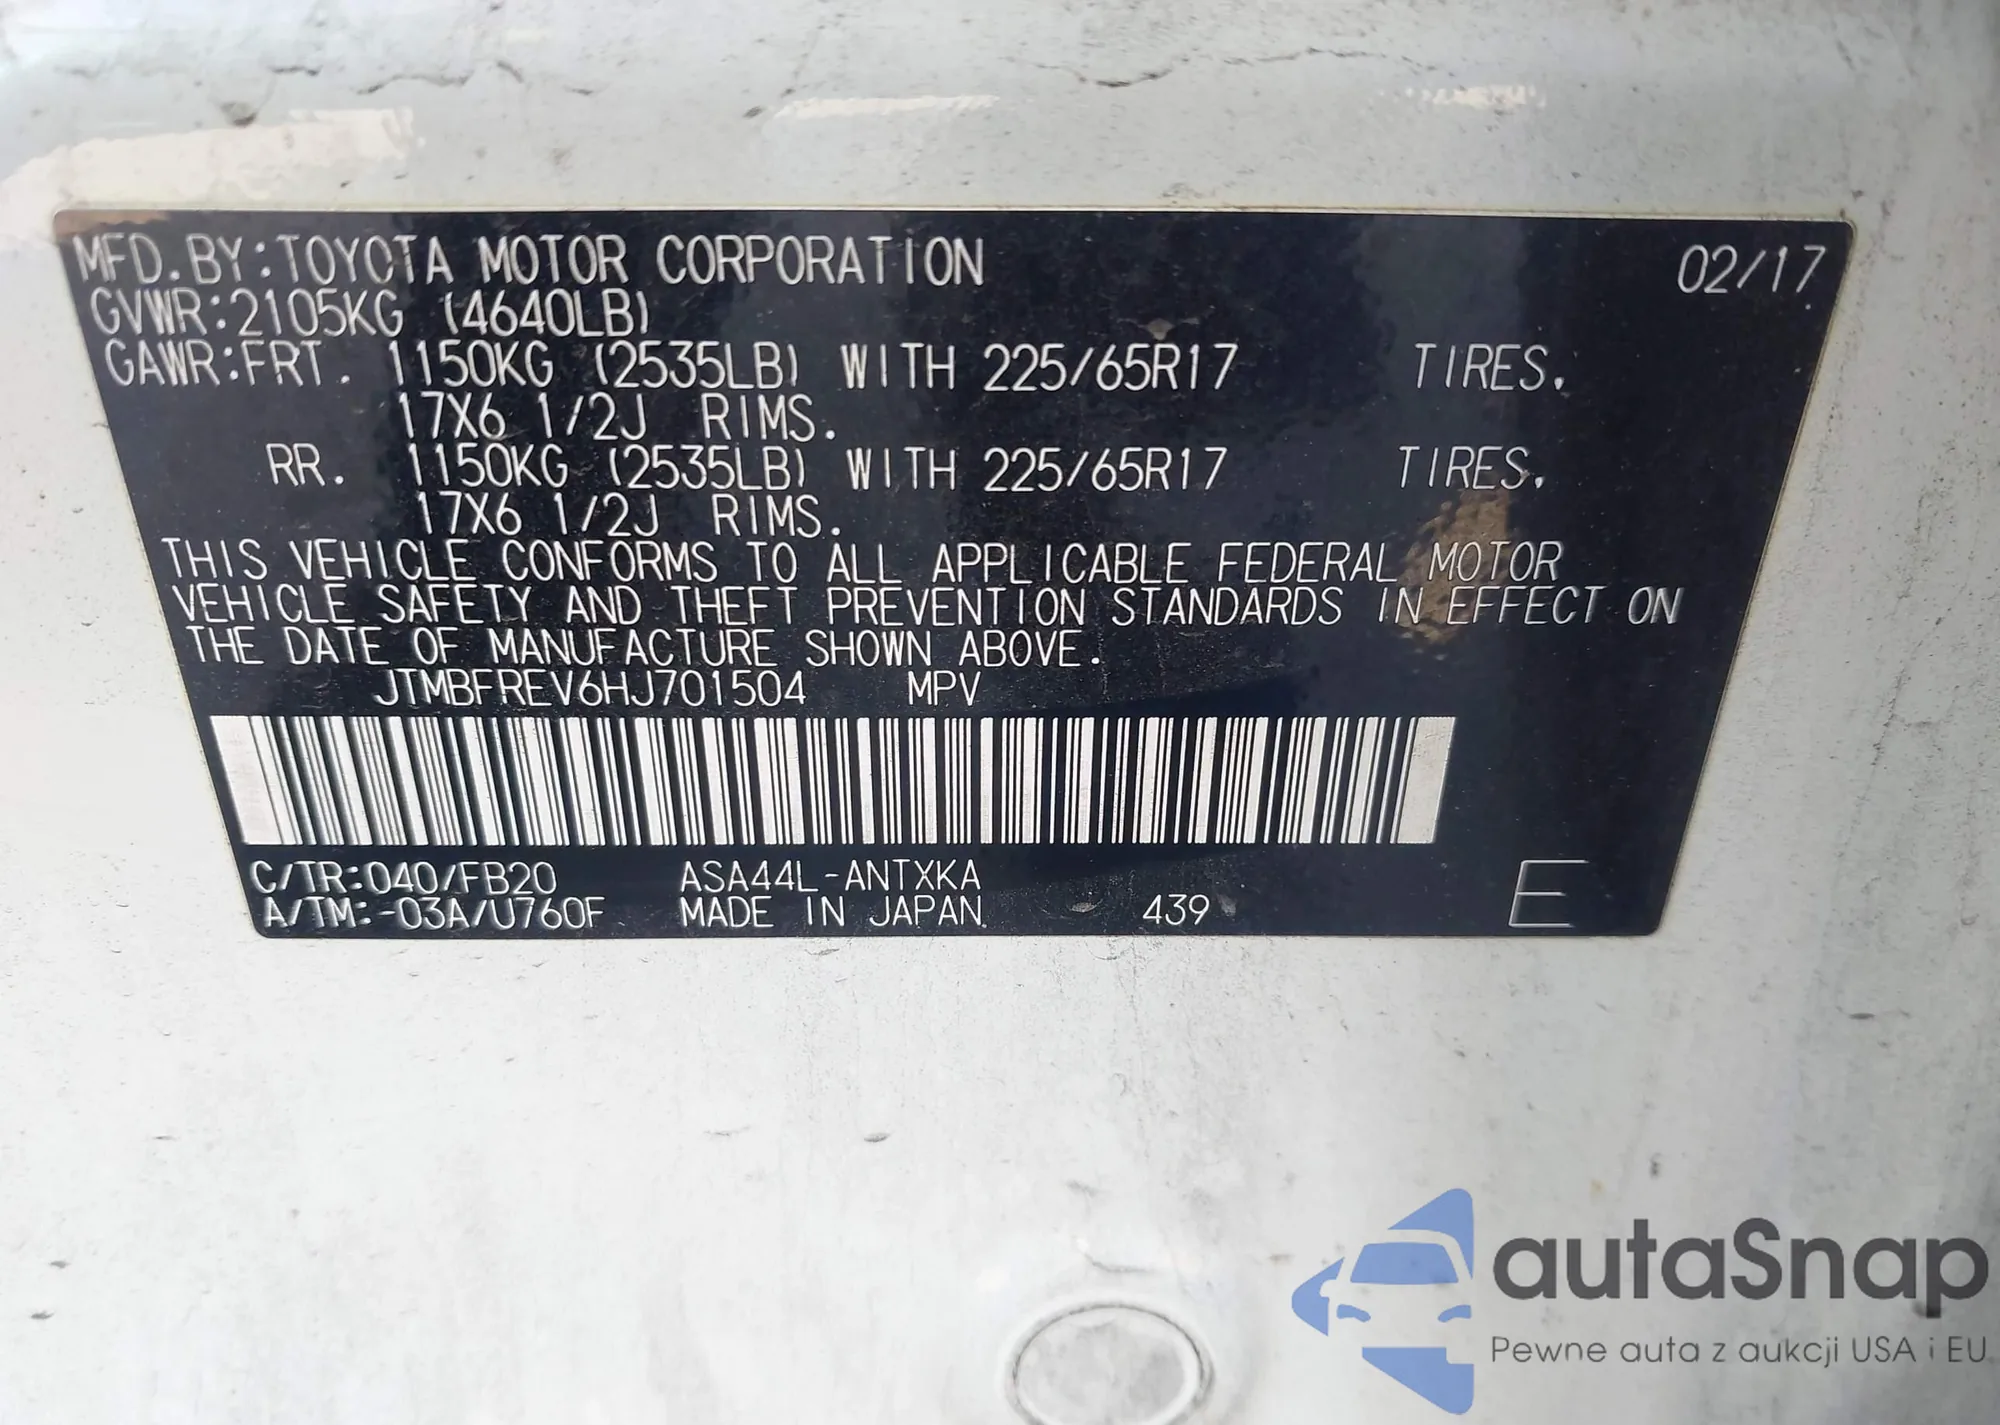 MFD.BY:TOYOTA MOTOR CORPORATION 02/17
GVWR:2105KG (4640LB)
GAWR:FRT. 1150KG (2535LB) WITH 225/65R17 TIRES.
17X6 1/2J RIMS.
RR. 1150KG (2535LB) WITH 225/65R17 TIRES.
17X6 1/2J RIMS.
THIS VEHICLE CONFORMS TO ALL APPLICABLE FEDERAL MOTOR
VEHICLE SAFETY AND THEFT PREVENTION STANDARDS IN EFFECT ON
THE DATE OF MANUFACTURE SHOWN ABOVE.
JTMBFREV6HJ701504 MPV
C/TR:040/FB20 ASA44L-ANTXKA
A/TM:-03A/U760F MADE IN JAPAN 439 E
autaSnap
Pewne auta z aukcji USA i EU